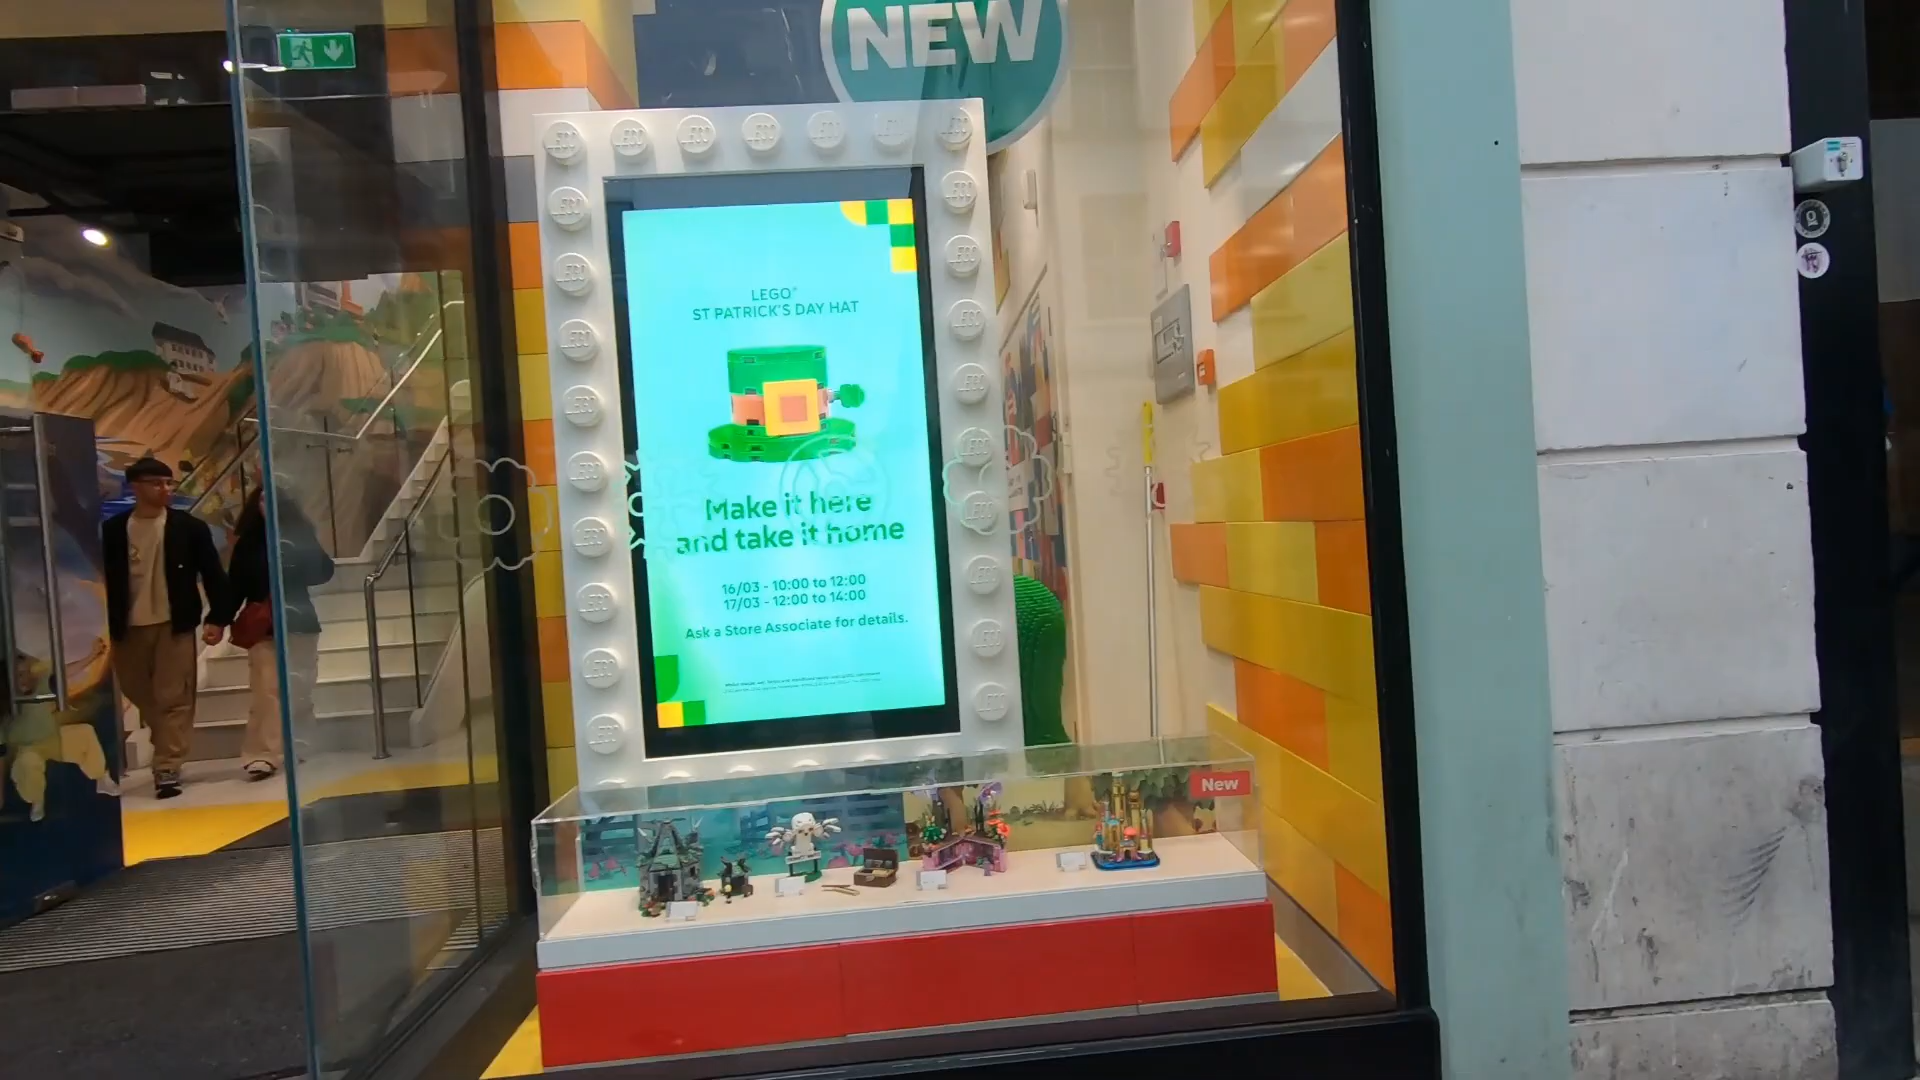 NEW
LEGO®
ST PATRICK'S DAY HAT
Make it here
and take it home
16/03 - 10:00 to 12:00
17/03 - 12:00 to 14:00
Ask a Store Associate for details.
New